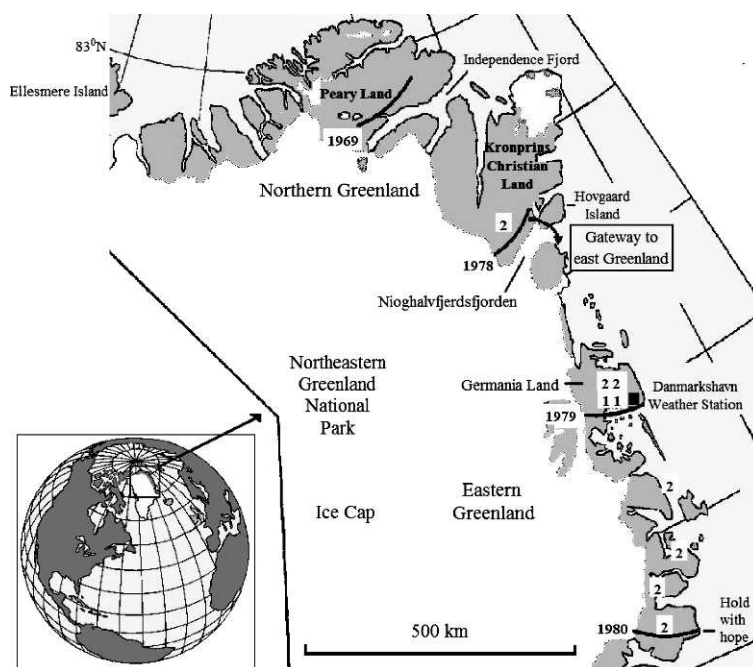 83⁰N
Independence Fjord
Ellesmere Island
Peary Land
1969
Kronprins
Christian
Land
Northern Greenland
Hovgaard
Island
2
Gateway to
east Greenland
1978
Nioghalvfjerdsfjorden
Northeastern
Greenland
National
Park
Germania Land
2 2
1 1
Danmarkshavn
Weather Station
1979
Ice Cap
Eastern
Greenland
2
2
2
2
1980
Hold
with
hope
500 km